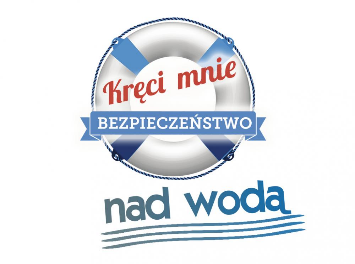 Kręci mnie
BEZPIECZEŃSTWO
nad wodą